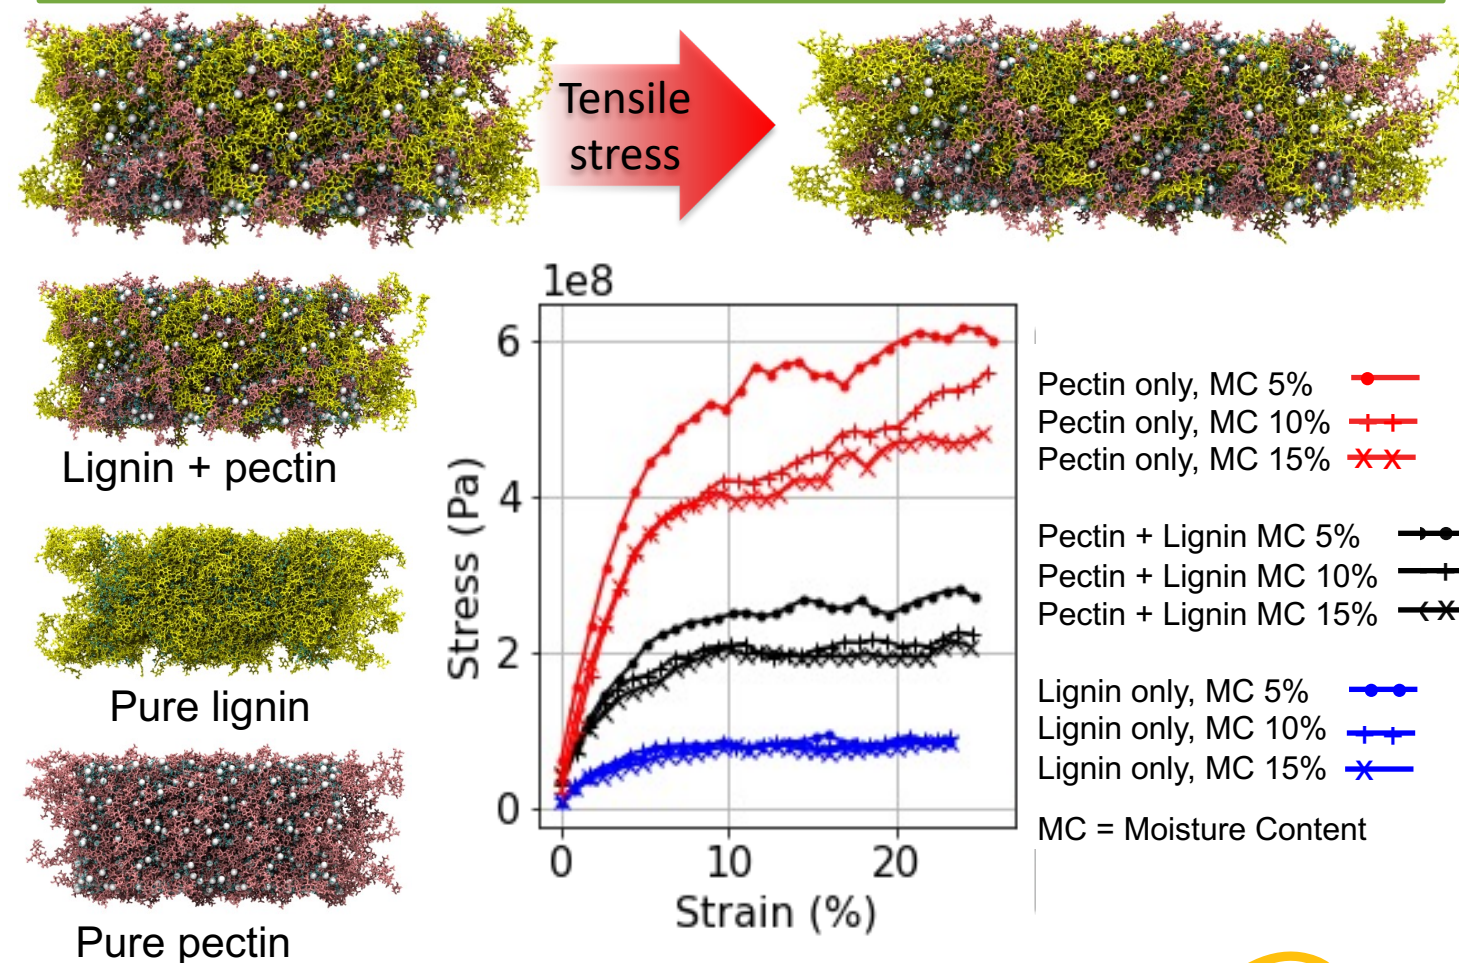 Tensile
stress
Lignin + pectin
Pure lignin
Pure pectin
1e8
6
4
2
0
0 10 20
Stress (Pa)
Strain (%)
Pectin only, MC 5%
Pectin only, MC 10%
Pectin only, MC 15%
Pectin + Lignin MC 5%
Pectin + Lignin MC 10%
Pectin + Lignin MC 15%
Lignin only, MC 5%
Lignin only, MC 10%
Lignin only, MC 15%
MC = Moisture Content